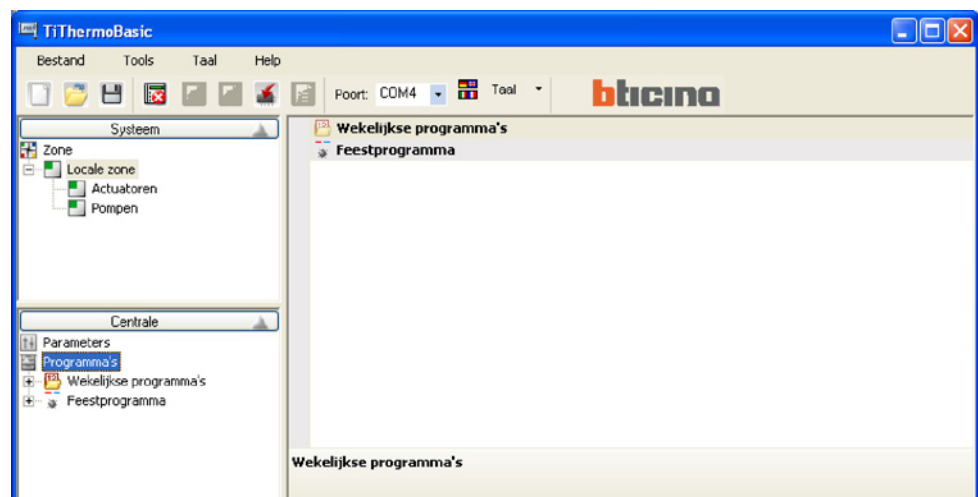 TiThermoBasic
Bestand Tools Taal Help
Poort: COM4 Taal bticino
Systeem
Zone
Locale zone
Actuatoren
Pompen
Centrale
Parameters
Programma's
Wekelijkse programma's
Feestprogramma
Wekelijkse programma's
Feestprogramma
Wekelijkse programma's